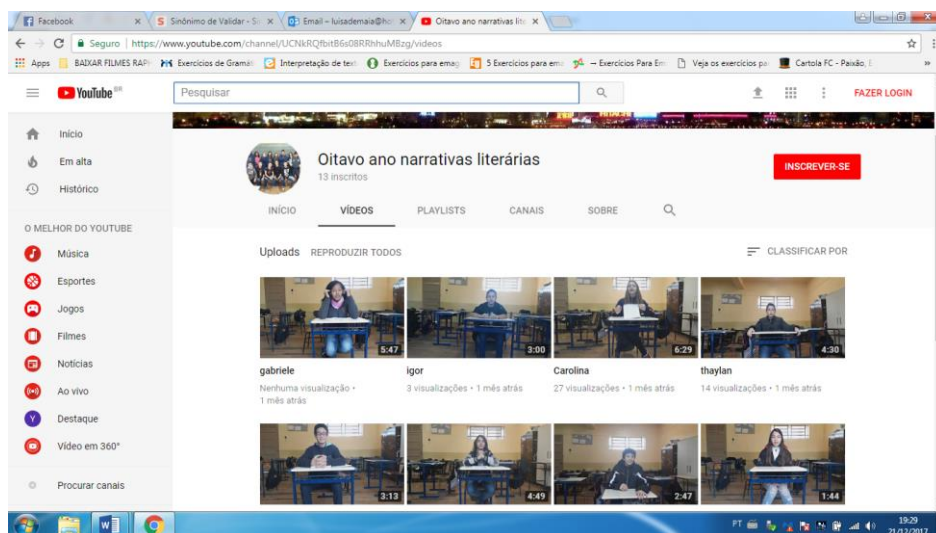 Facebook
Sinônimo de Validar - S
Email – luisademaia@ho
Oitavo ano narrativas lite
Seguro | https://www.youtube.com/channel/UCNkRQfbitB6s08RRhhuMBzg/videos
Apps BAIXAR FILMES RAP Exercícios de Gramát Interpretação de text Exercícios para emag 5 Exercícios para ema – Exercícios Para Em Veja os exercícios pa Cartola FC - Paixão, E »
YouTube BR
Pesquisar
FAZER LOGIN
Início
Em alta
Histórico
O MELHOR DO YOUTUBE
Música
Esportes
Jogos
Filmes
Notícias
Ao vivo
Destaque
Vídeo em 360°
Procurar canais
HITACHI
Oitavo ano narrativas literárias
13 inscritos
INSCREVER-SE
INÍCIO VÍDEOS PLAYLISTS CANAIS SOBRE
Uploads REPRODUZIR TODOS
CLASSIFICAR POR
5:47
3:00
6:29
4:30
gabriele
Nenhuma visualização •
1 mês atrás
igor
3 visualizações • 1 mês atrás
Carolina
27 visualizações • 1 mês atrás
thaylan
14 visualizações • 1 mês atrás
3:13
4:49
2:47
1:44
PT
19:29
21/12/2017